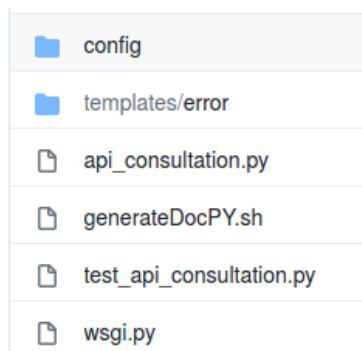 config
templates/error
api_consultation.py
generateDocPY.sh
test_api_consultation.py
wsgi.py